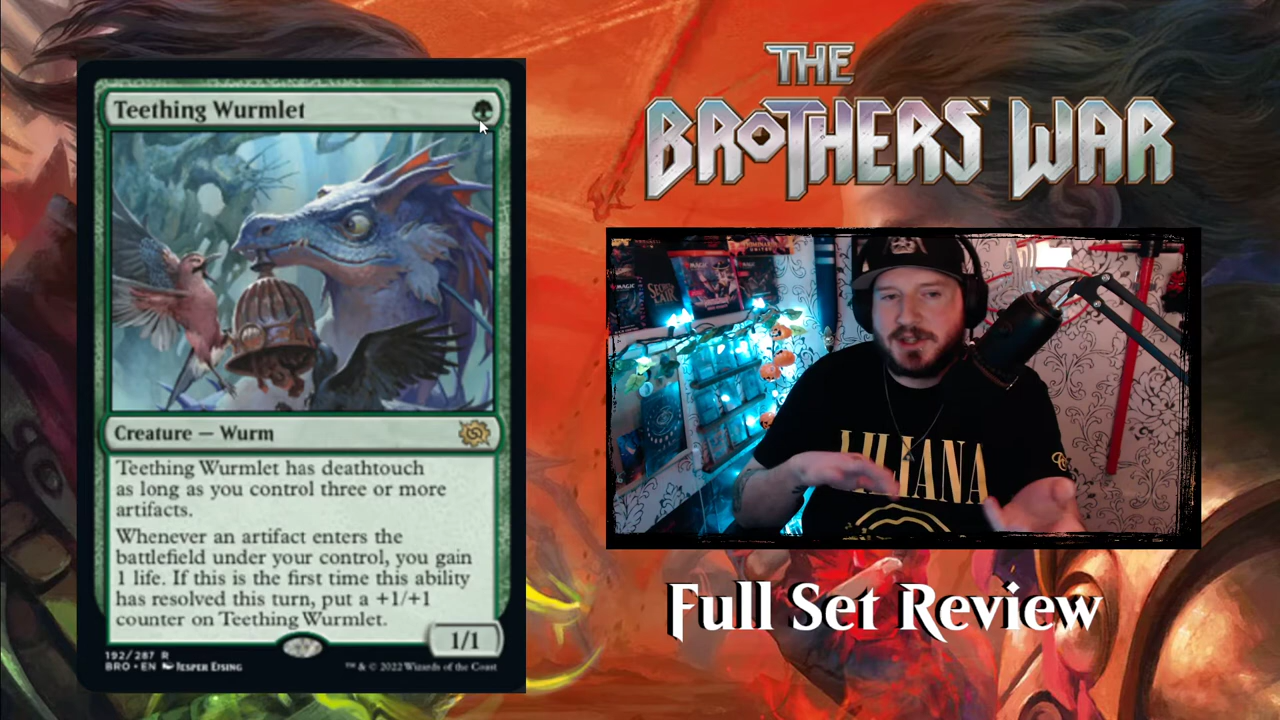 Teething Wurmlet
Creature — Wurm
Teething Wurmlet has deathtouch
as long as you control three or more
artifacts.
Whenever an artifact enters the
battlefield under your control, you gain
1 life. If this is the first time this ability
has resolved this turn, put a +1/+1
counter on Teething Wurmlet.
1/1
192/287 R
BRO • EN JESPER EJSING
™ & © 2022 Wizards of the Coast
THE
BROTHERS' WAR
MAGIC
SECRET
LAIR
LILIANA
Full Set Review